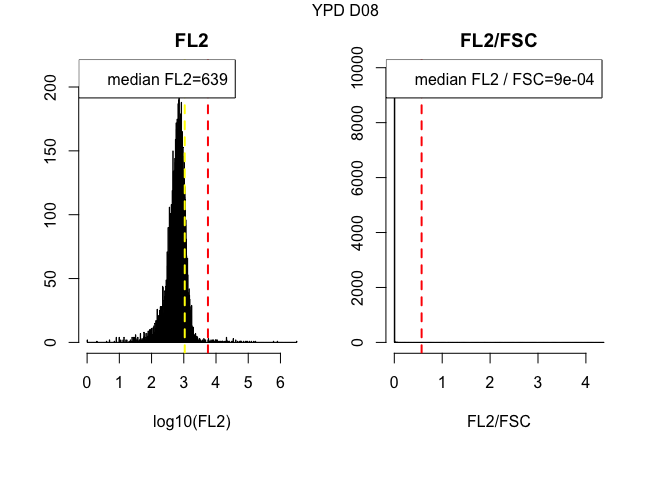 YPD D08
FL2
FL2/FSC
median FL2=639
median FL2 / FSC=9e-04
200
150
100
50
0
10000
8000
6000
4000
2000
0
0 1 2 3 4 5 6
0 1 2 3 4
log10(FL2)
FL2/FSC